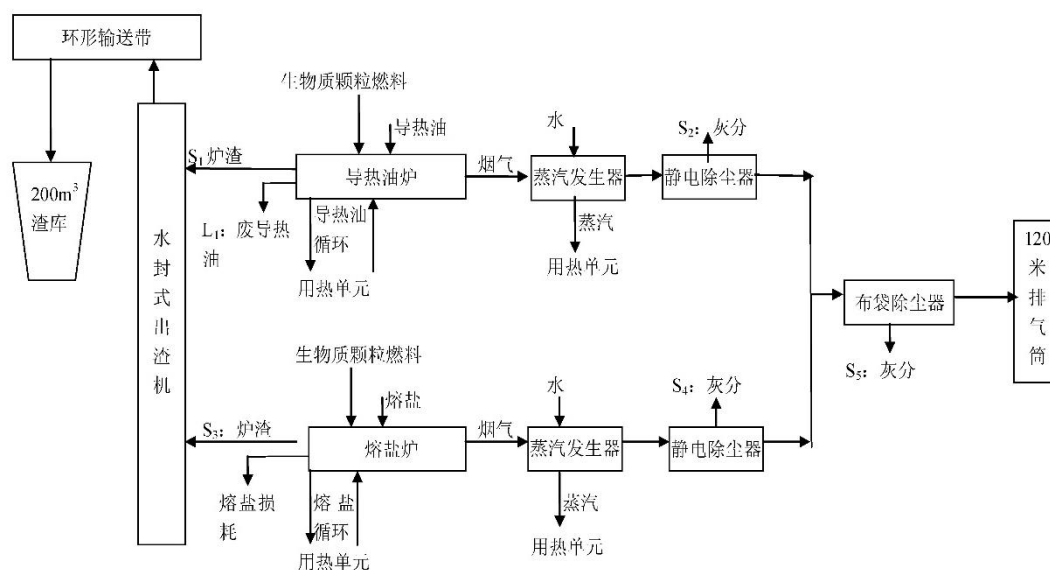 环形输送带
200m³
渣库
水封式出渣机
生物质颗粒燃料
导热油
S₁炉渣
导热油炉
烟气
L₁：废导热
油
导热油
循环
用热单元
水
蒸汽发生器
蒸汽
用热单元
S₂：灰分
静电除尘器
生物质颗粒燃料
熔盐
S₃：炉渣
熔盐炉
烟气
熔盐损
耗
熔 盐
循环
用热单元
水
蒸汽发生器
蒸汽
用热单元
S₄：灰分
静电除尘器
布袋除尘器
S₅：灰分
120
米
排
气
筒